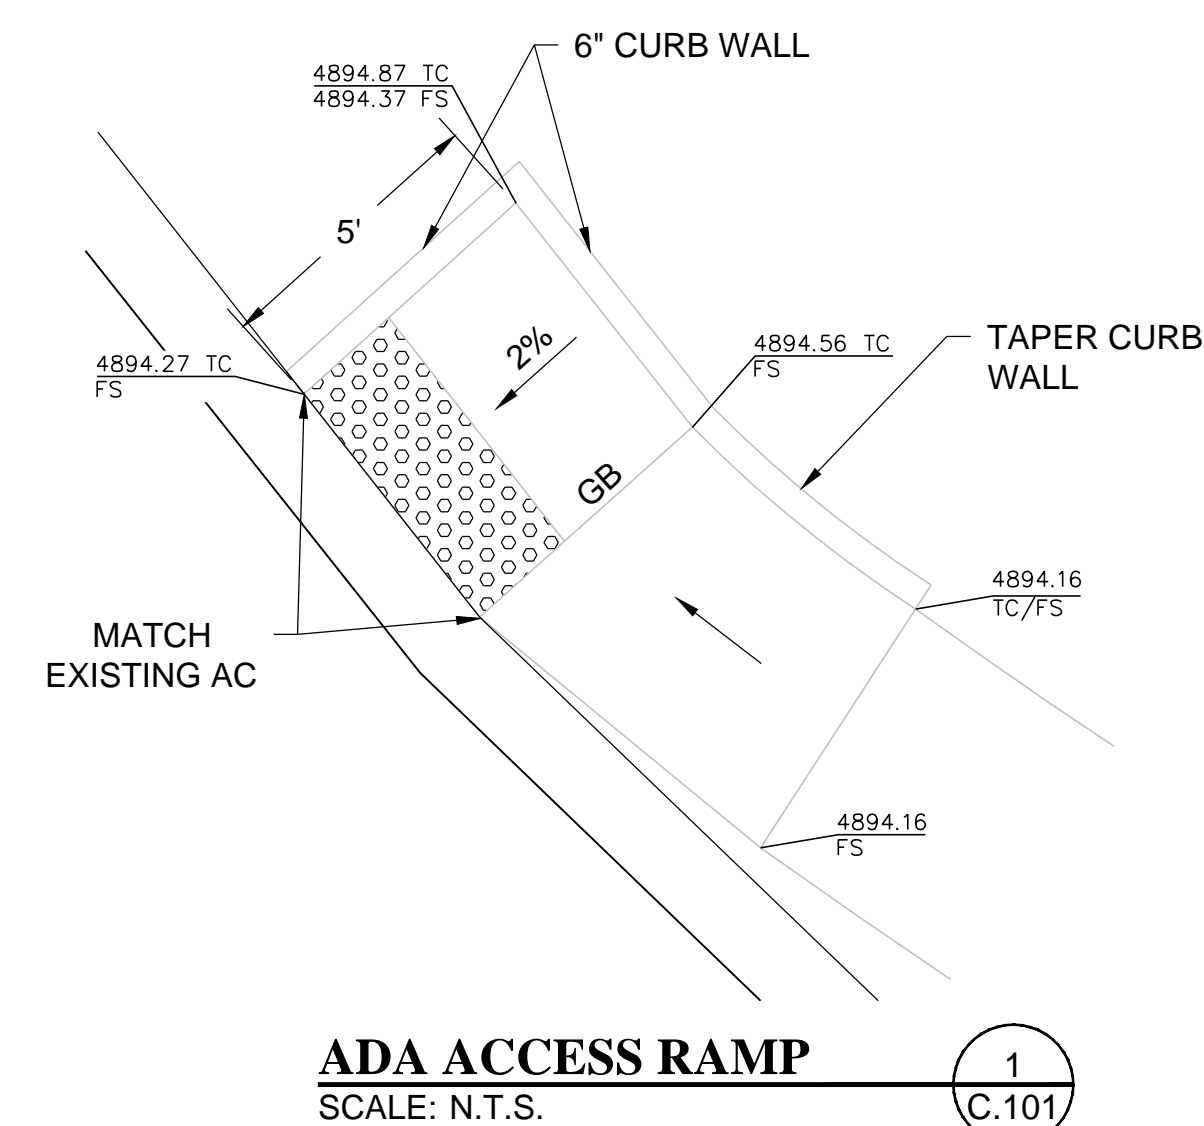 6" CURB WALL
4894.87 TC
4894.37 FS
5'
2%
4894.27 TC
FS
4894.56 TC
FS
TAPER CURB
WALL
GB
4894.16
TC/FS
MATCH
EXISTING AC
4894.16
FS
ADA ACCESS RAMP
1
SCALE: N.T.S.
C.101